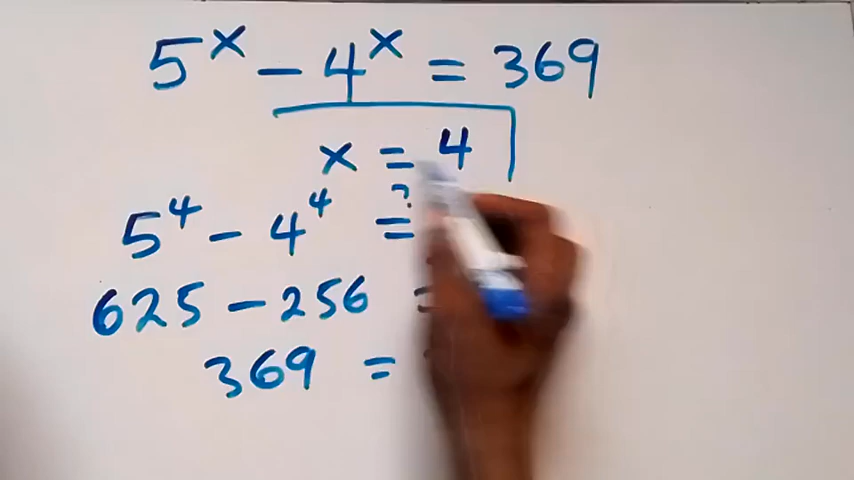 5^x - 4^x = 369
x = 4
5^4 - 4^4 =?
625 - 256 =
369 =